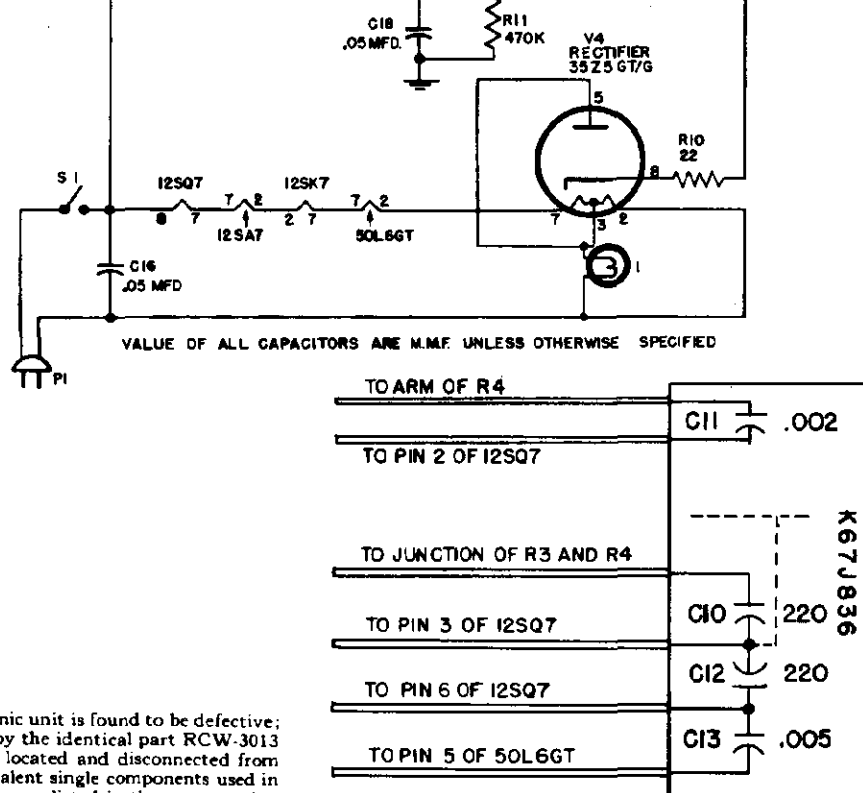 C18
.05 MFD.
R11
470K
V4
RECTIFIER
35Z5 GT/G
5
R10
22
8
S 1
12SQ7
7 2
12SK7
7 2
8 7
12SA7
2 7
50L6GT
7
3
2
C16
.05 MFD
1
VALUE OF ALL CAPACITORS ARE M.M.F. UNLESS OTHERWISE SPECIFIED
P1
TO ARM OF R4
C11 .002
TO PIN 2 OF 12SQ7
K67J836
TO JUNCTION OF R3 AND R4
C10 220
TO PIN 3 OF 12SQ7
C12 220
TO PIN 6 OF 12SQ7
C13 .005
TO PIN 5 OF 50L6GT
nic unit is found to be defective;
by the identical part RCW-3013
located and disconnected from
alent single components used in